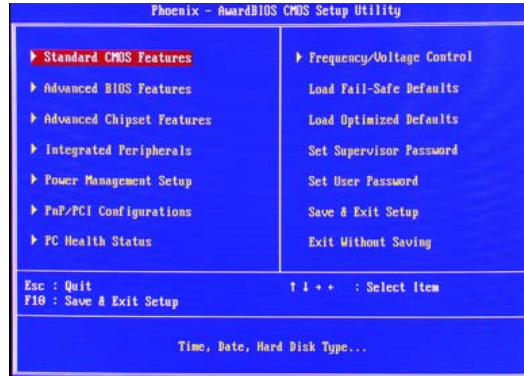 Phoenix - AwardBIOS CMOS Setup Utility
Standard CMOS Features
Advanced BIOS Features
Advanced Chipset Features
Integrated Peripherals
Power Management Setup
PnP/PCI Configurations
PC Health Status
Frequency/Voltage Control
Load Fail-Safe Defaults
Load Optimized Defaults
Set Supervisor Password
Set User Password
Save & Exit Setup
Exit Without Saving
Esc : Quit
F10 : Save & Exit Setup
↑ ↓ → ← : Select Item
Time, Date, Hard Disk Type...